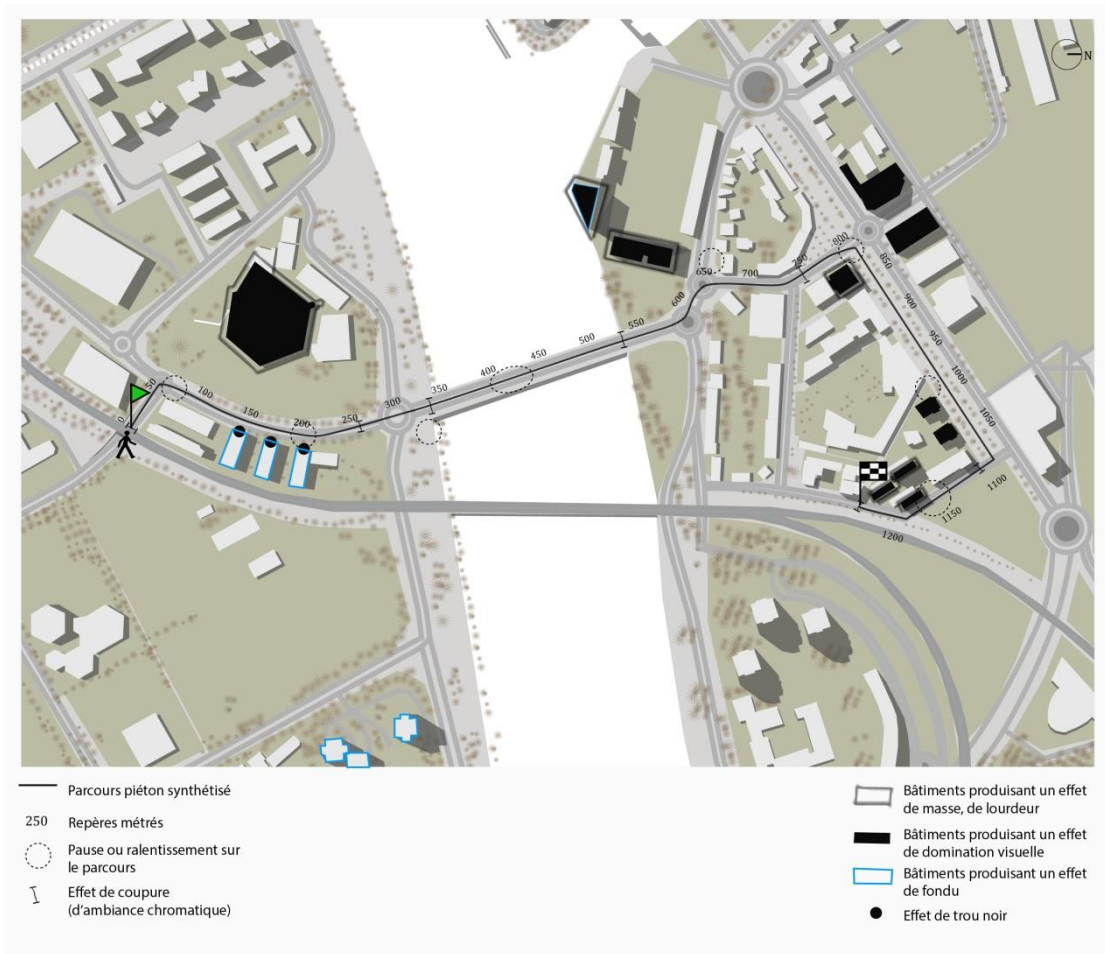 N
0
50
100
150
200
250
300
350
400
450
500
550
600
650
700
750
800
850
900
950
1000
1050
1100
1150
1200
Parcours piéton synthétisé
250 Repères métrés
Pause ou ralentissement sur
le parcours
Effet de coupure
(d'ambiance chromatique)
Bâtiments produisant un effet
de masse, de lourdeur
Bâtiments produisant un effet
de domination visuelle
Bâtiments produisant un effet
de fondu
Effet de trou noir